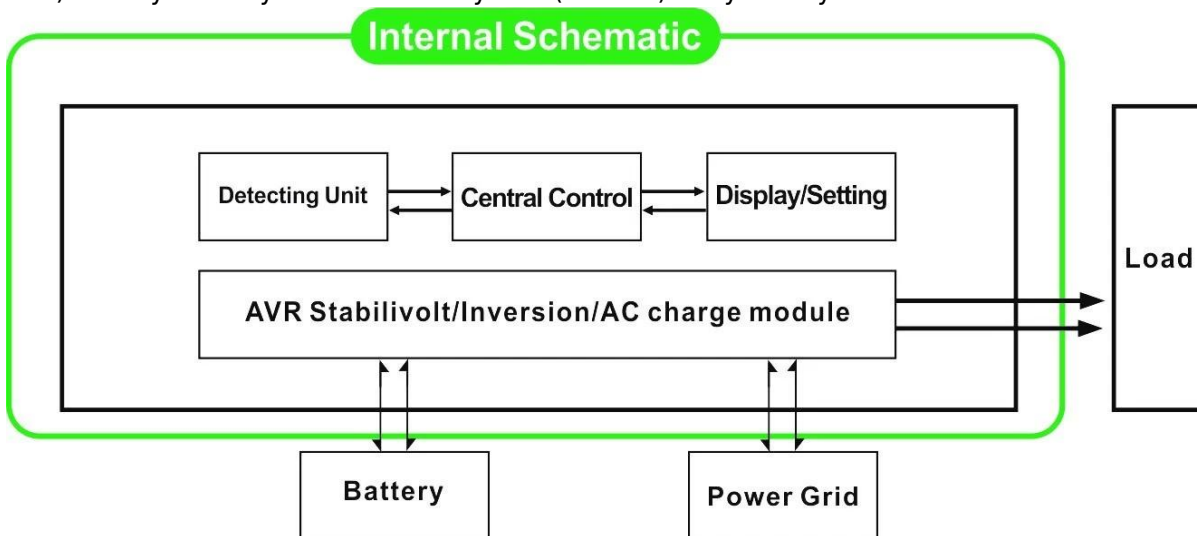 Internal Schematic
Detecting Unit
Central Control
Display/Setting
Load
AVR Stabilivolt/Inversion/AC charge module
Battery
Power Grid